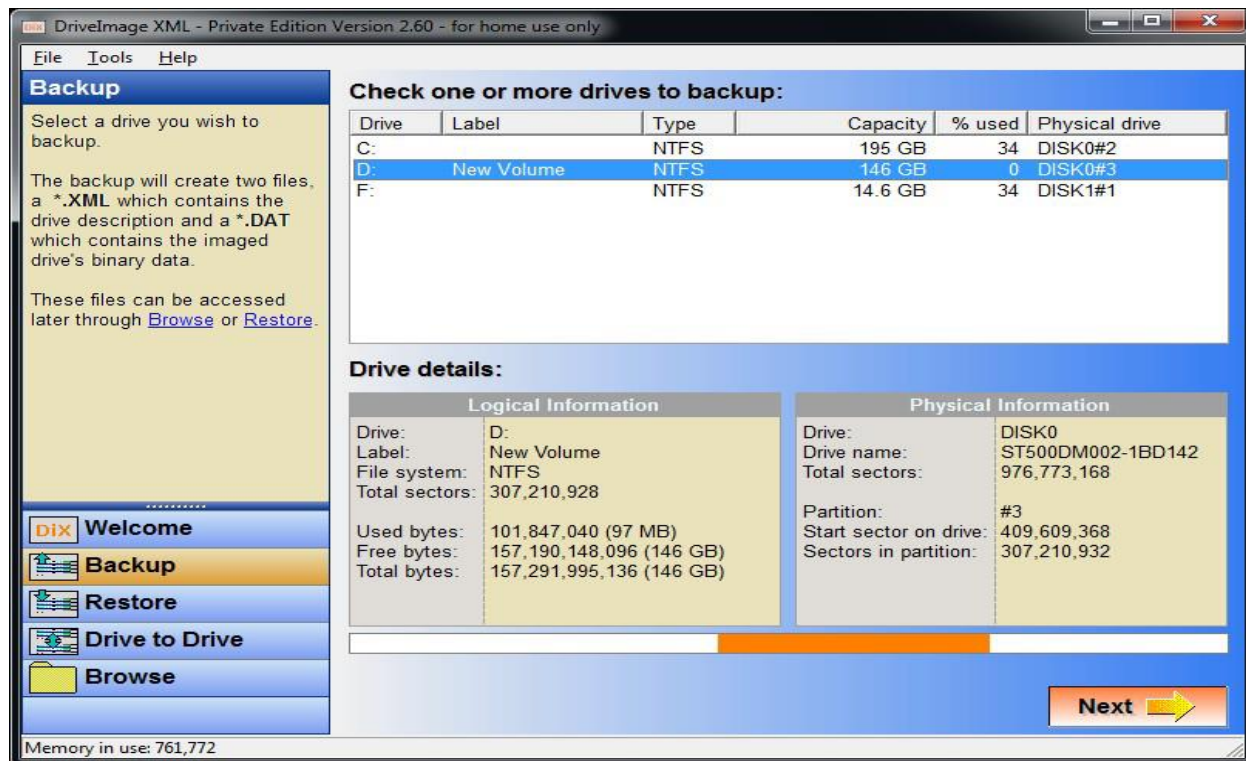 DiX DriveImage XML - Private Edition Version 2.60 - for home use only
File Tools Help
Backup
Select a drive you wish to
backup.
The backup will create two files,
a *.XML which contains the
drive description and a *.DAT
which contains the imaged
drive's binary data.
These files can be accessed
later through Browse or Restore.
DiX Welcome
Backup
Restore
Drive to Drive
Browse
Check one or more drives to backup:
Drive Label Type Capacity % used Physical drive
C: NTFS 195 GB 34 DISK0#2
D: New Volume NTFS 146 GB 0 DISK0#3
F: NTFS 14.6 GB 34 DISK1#1
Drive details:
Logical Information
Drive: D:
Label: New Volume
File system: NTFS
Total sectors: 307,210,928
Used bytes: 101,847,040 (97 MB)
Free bytes: 157,190,148,096 (146 GB)
Total bytes: 157,291,995,136 (146 GB)
Physical Information
Drive: DISK0
Drive name: ST500DM002-1BD142
Total sectors: 976,773,168
Partition: #3
Start sector on drive: 409,609,368
Sectors in partition: 307,210,932
Next
Memory in use: 761,772